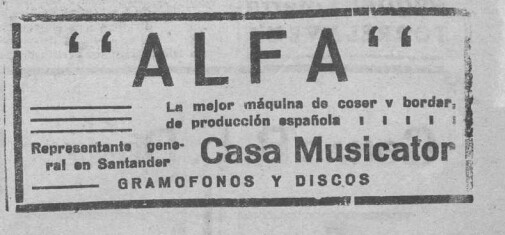 "ALFA"
La mejor máquina de coser v bordar,
de producción española
Representante gene-
ral en Santander
Casa Musicator
GRAMOFONOS Y DISCOS